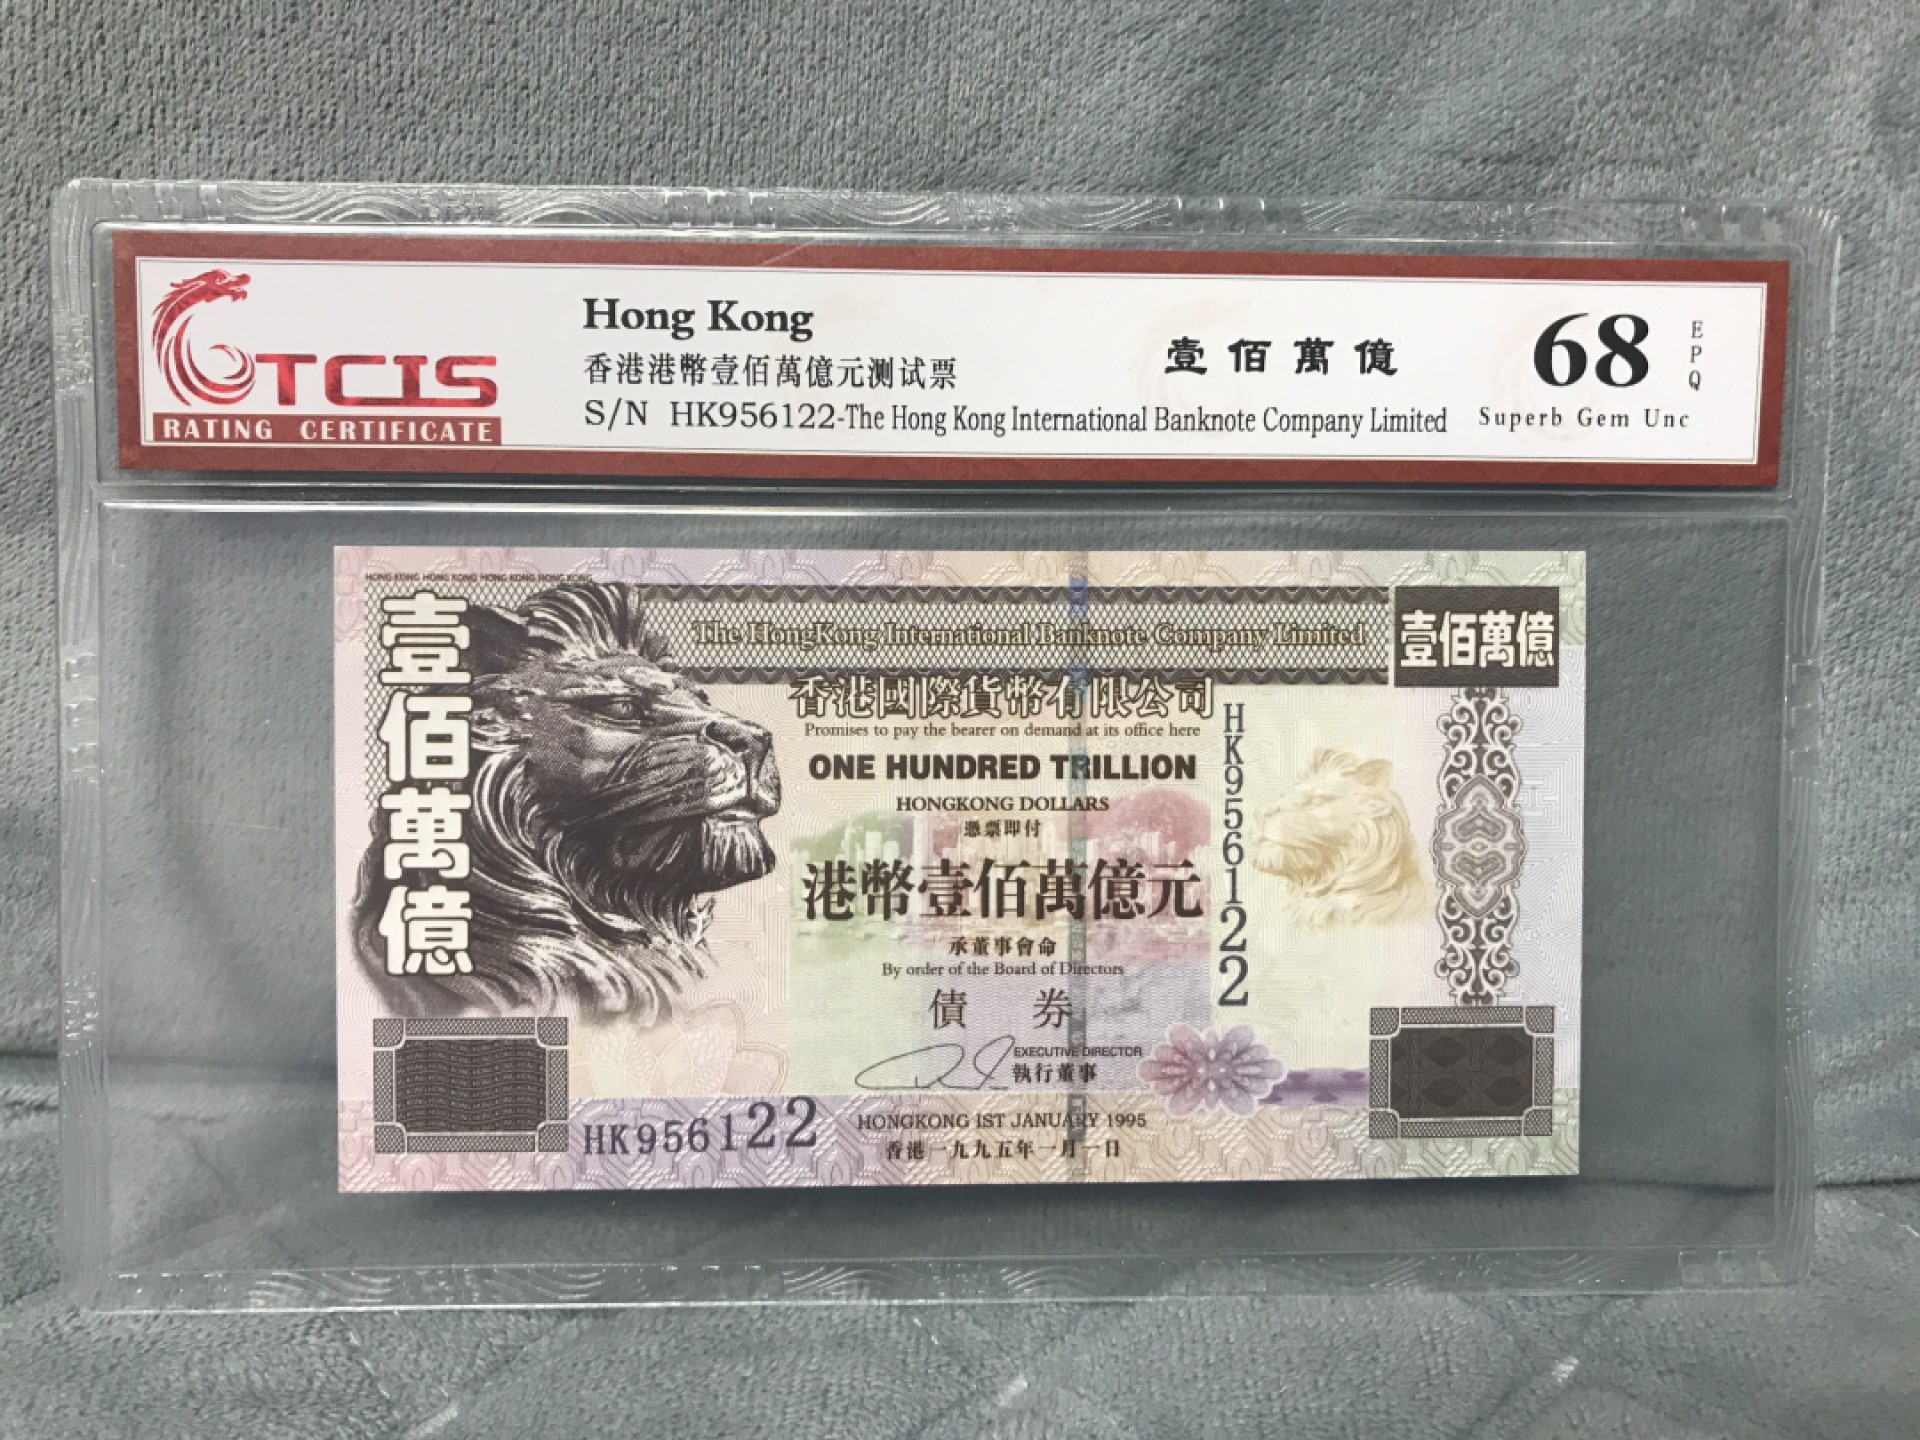 TCIS
RATING CERTIFICATE
Hong Kong
香港港幣壹佰萬億元测试票
S/N HK956122-The Hong Kong International Banknote Company Limited
壹佰萬億
68
EPQ
Superb Gem Unc
HONG KONG HONG KONG HONG KONG HONG KONG
壹佰萬億
The HongKong International Banknote Company Limited
壹佰萬億
香港國際貨幣有限公司
Promises to pay the bearer on demand at its office here
ONE HUNDRED TRILLION
HONGKONG DOLLARS
憑票即付
港幣壹佰萬億元
承董事會命
By order of the Board of Directors
債券
EXECUTIVE DIRECTOR
執行董事
HK956122
HK956122
HONGKONG 1ST JANUARY 1995
香港一九九五年一月一日